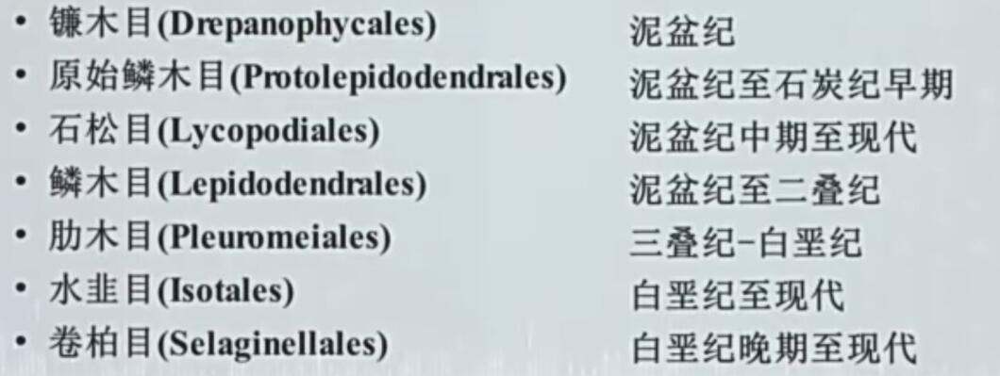 • 镰木目(Drepanophycales) 泥盆纪
• 原始鳞木目(Protolepidodendrales) 泥盆纪至石炭纪早期
• 石松目(Lycopodiales) 泥盆纪中期至现代
• 鳞木目(Lepidodendrales) 泥盆纪至二叠纪
• 肋木目(Pleuromeiales) 三叠纪-白垩纪
• 水韭目(Isotales) 白垩纪至现代
• 卷柏目(Selaginellales) 白垩纪晚期至现代